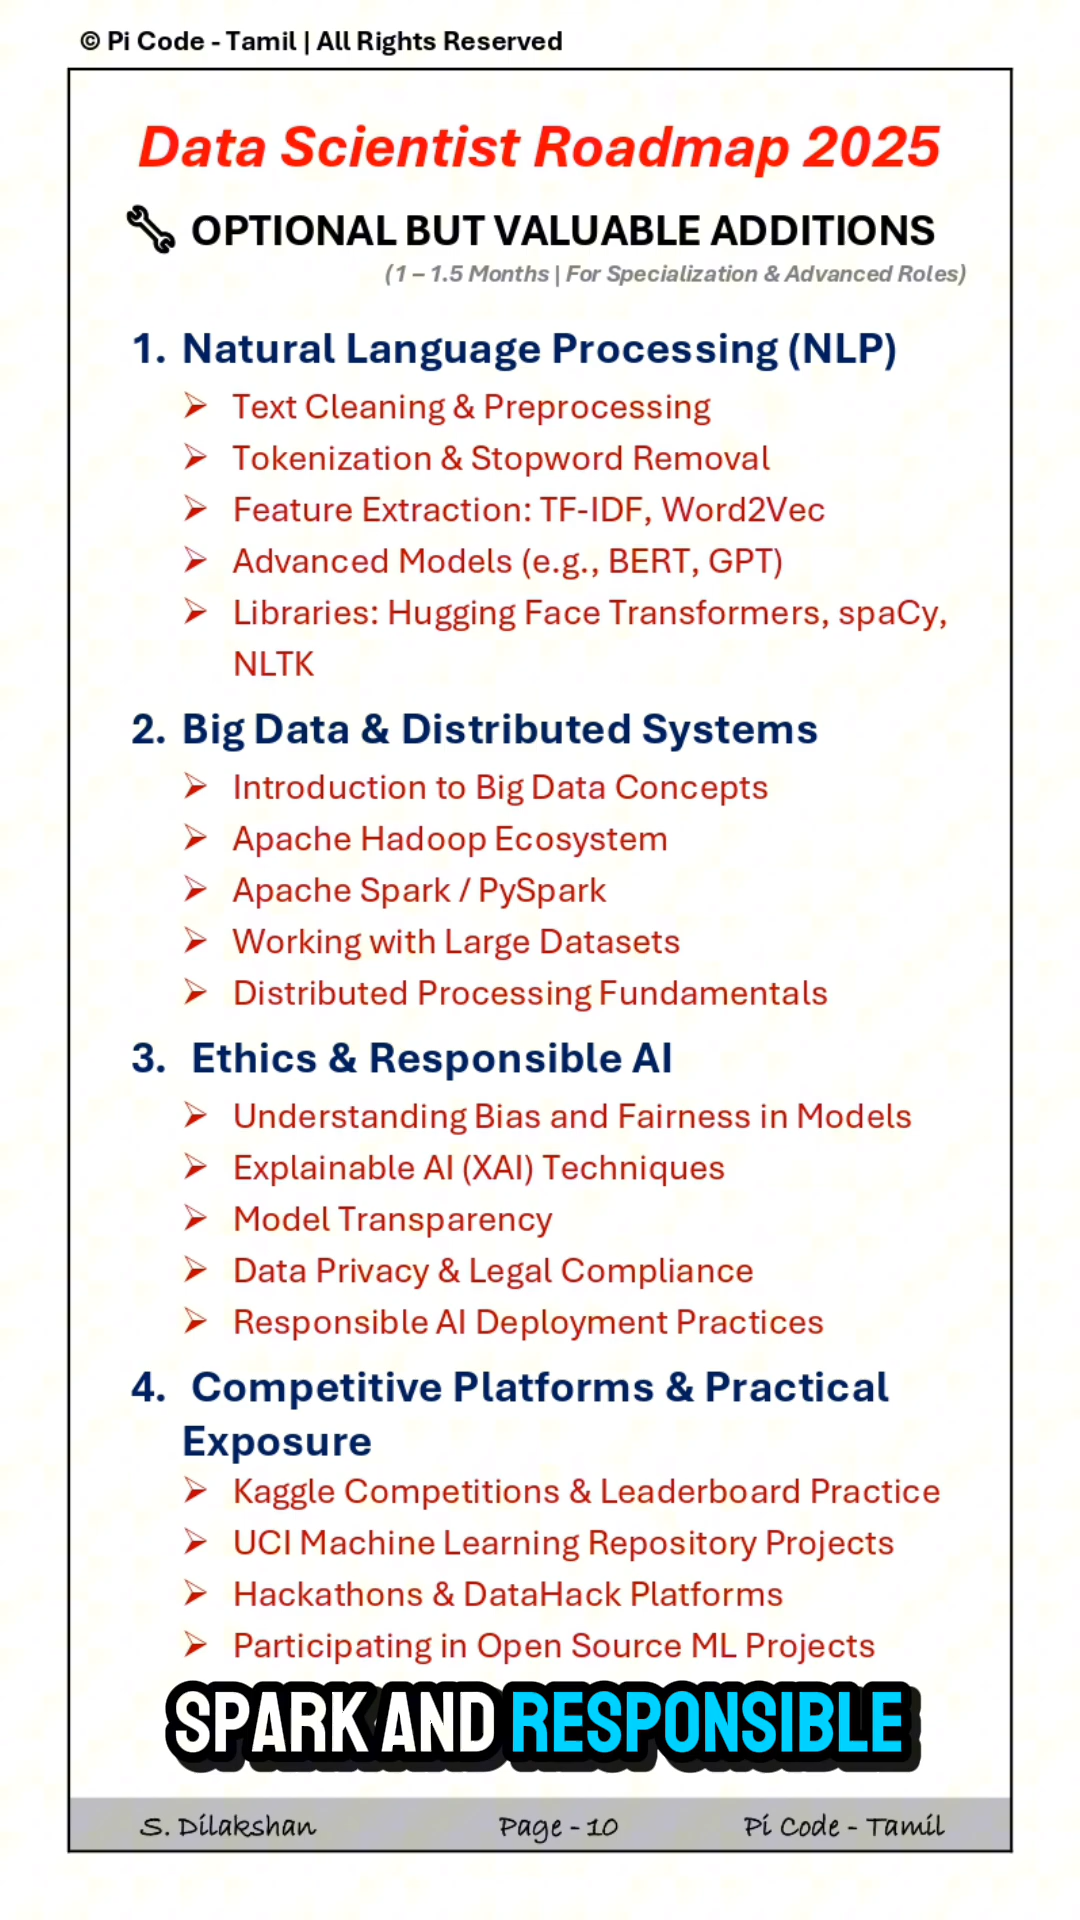 © Pi Code - Tamil | All Rights Reserved
Data Scientist Roadmap 2025
OPTIONAL BUT VALUABLE ADDITIONS
(1 – 1.5 Months | For Specialization & Advanced Roles)
1. Natural Language Processing (NLP)
➢ Text Cleaning & Preprocessing
➢ Tokenization & Stopword Removal
➢ Feature Extraction: TF-IDF, Word2Vec
➢ Advanced Models (e.g., BERT, GPT)
➢ Libraries: Hugging Face Transformers, spaCy,
NLTK
2. Big Data & Distributed Systems
➢ Introduction to Big Data Concepts
➢ Apache Hadoop Ecosystem
➢ Apache Spark / PySpark
➢ Working with Large Datasets
➢ Distributed Processing Fundamentals
3. Ethics & Responsible AI
➢ Understanding Bias and Fairness in Models
➢ Explainable AI (XAI) Techniques
➢ Model Transparency
➢ Data Privacy & Legal Compliance
➢ Responsible AI Deployment Practices
4. Competitive Platforms & Practical
Exposure
➢ Kaggle Competitions & Leaderboard Practice
➢ UCI Machine Learning Repository Projects
➢ Hackathons & DataHack Platforms
➢ Participating in Open Source ML Projects
SPARK AND RESPONSIBLE
S. Dilakshan Page - 10 Pi Code - Tamil